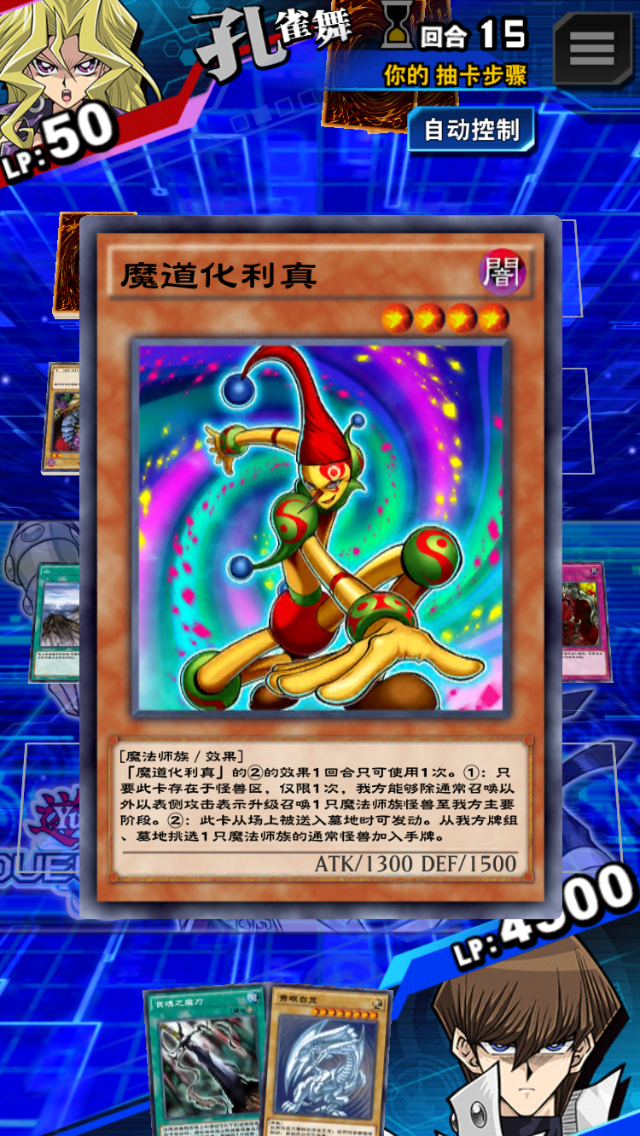 孔雀舞
回合 15
你的 抽卡步骤
自动控制
LP:50
魔道化利真
闇
[魔法师族 / 效果]
「魔道化利真」的②的效果1回合只可使用1次。①：只
要此卡存在于怪兽区，仅限1次，我方能够除通常召唤以
外以表侧攻击表示升级召唤1只魔法师族怪兽至我方主要
阶段。②：此卡从场上被送入墓地时可发动。从我方牌组
、墓地挑选1只魔法师族的通常怪兽加入手牌。
ATK/1300 DEF/1500
LP:4900
青眼白龙